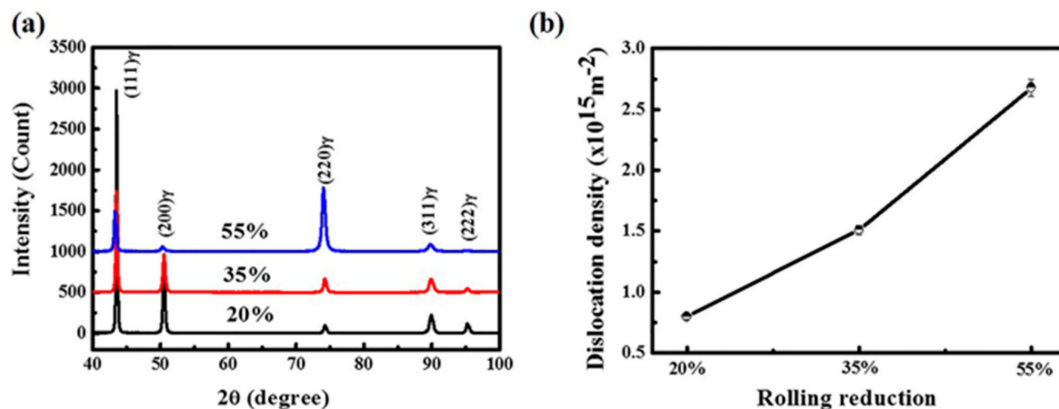 (a)
3500
3000
2500
2000
1500
1000
500
0
Intensity (Count)
(111)γ
(200)γ
(220)γ
(311)γ
(222)γ
55%
35%
20%
40 50 60 70 80 90 100
2θ (degree)
(b)
3.0
2.5
2.0
1.5
1.0
0.5
Dislocation density (x10¹⁵m⁻²)
20% 35% 55%
Rolling reduction